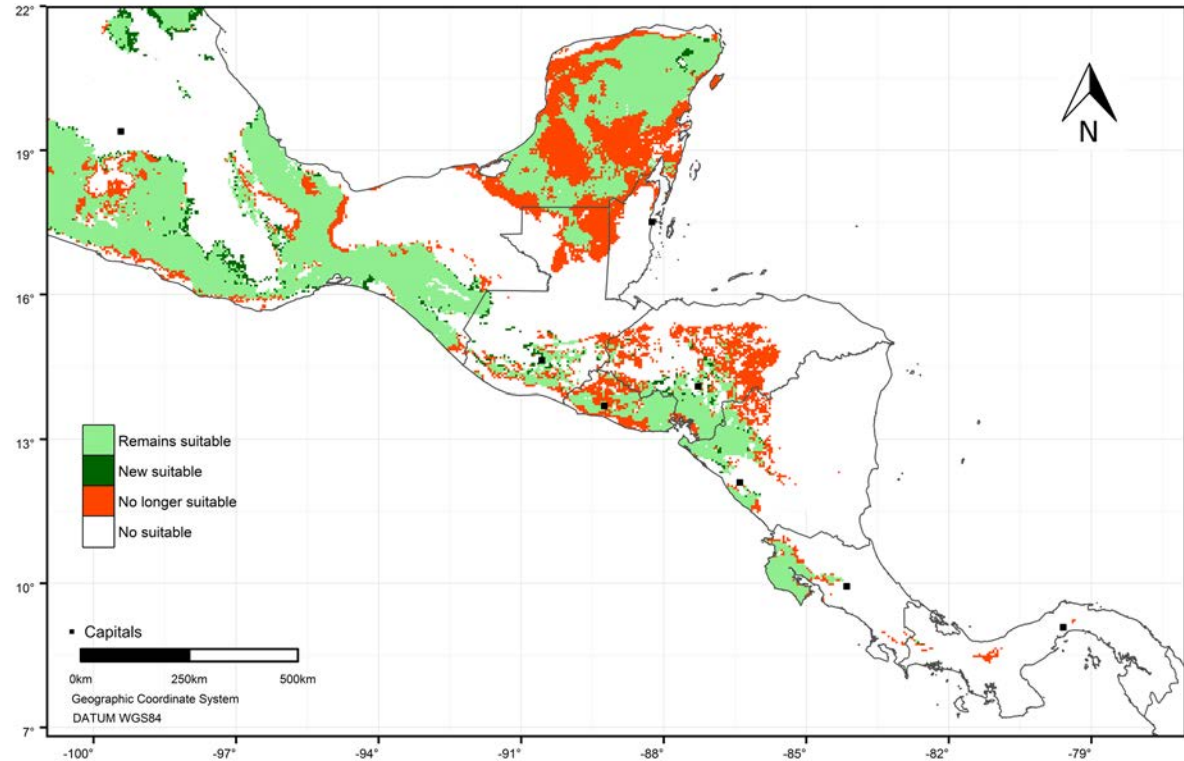 22°
19°
16°
13°
10°
7°
N
Remains suitable
New suitable
No longer suitable
No suitable
Capitals
0km 250km 500km
Geographic Coordinate System
DATUM WGS84
-100° -97° -94° -91° -88° -85° -82° -79°